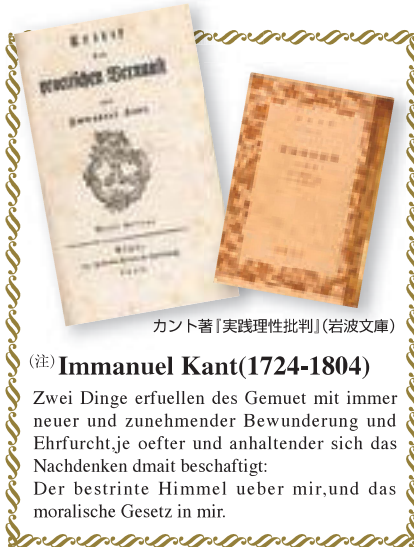 カント著『実践理性批判』(岩波文庫)
(注) Immanuel Kant(1724-1804)
Zwei Dinge erfuellen des Gemuet mit immer
neuer und zunehmender Bewunderung und
Ehrfurcht,je oefter und anhaltender sich das
Nachdenken dmait beschaftigt:
Der bestrinte Himmel ueber mir,und das
moralische Gesetz in mir.